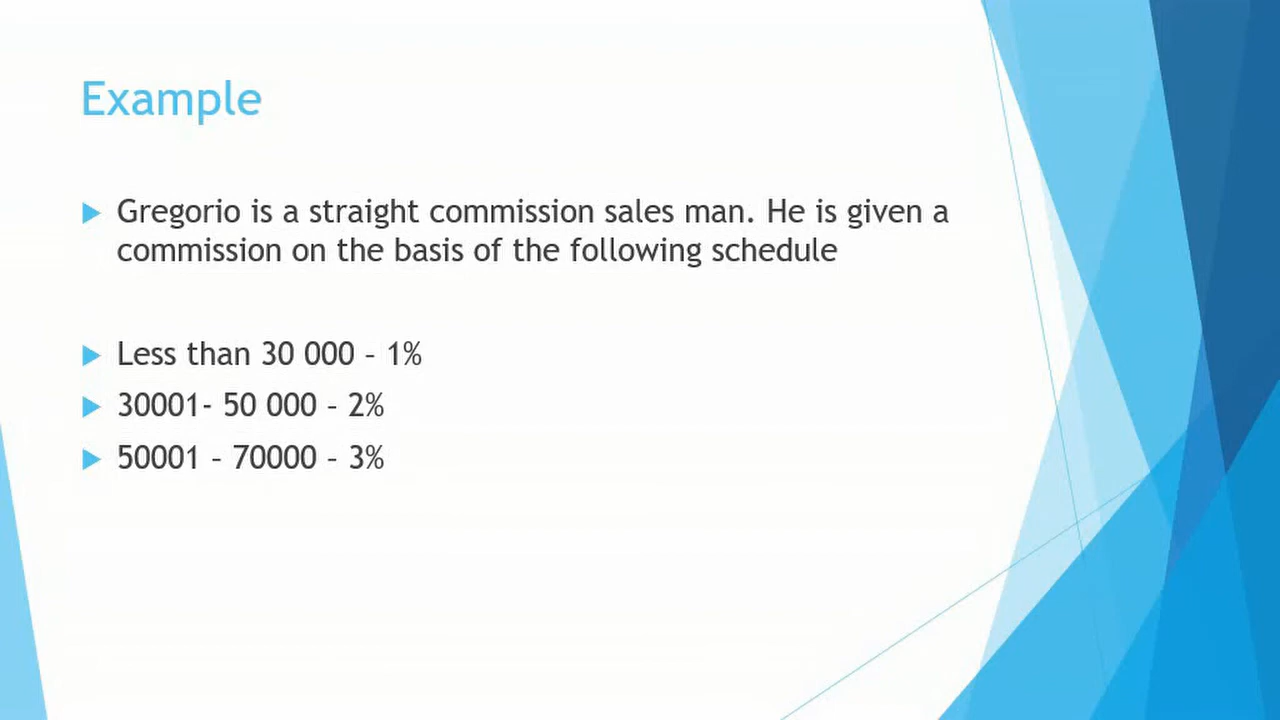 Example
Gregorio is a straight commission sales man. He is given a
commission on the basis of the following schedule
Less than 30 000 – 1%
30001- 50 000 – 2%
50001 – 70000 – 3%